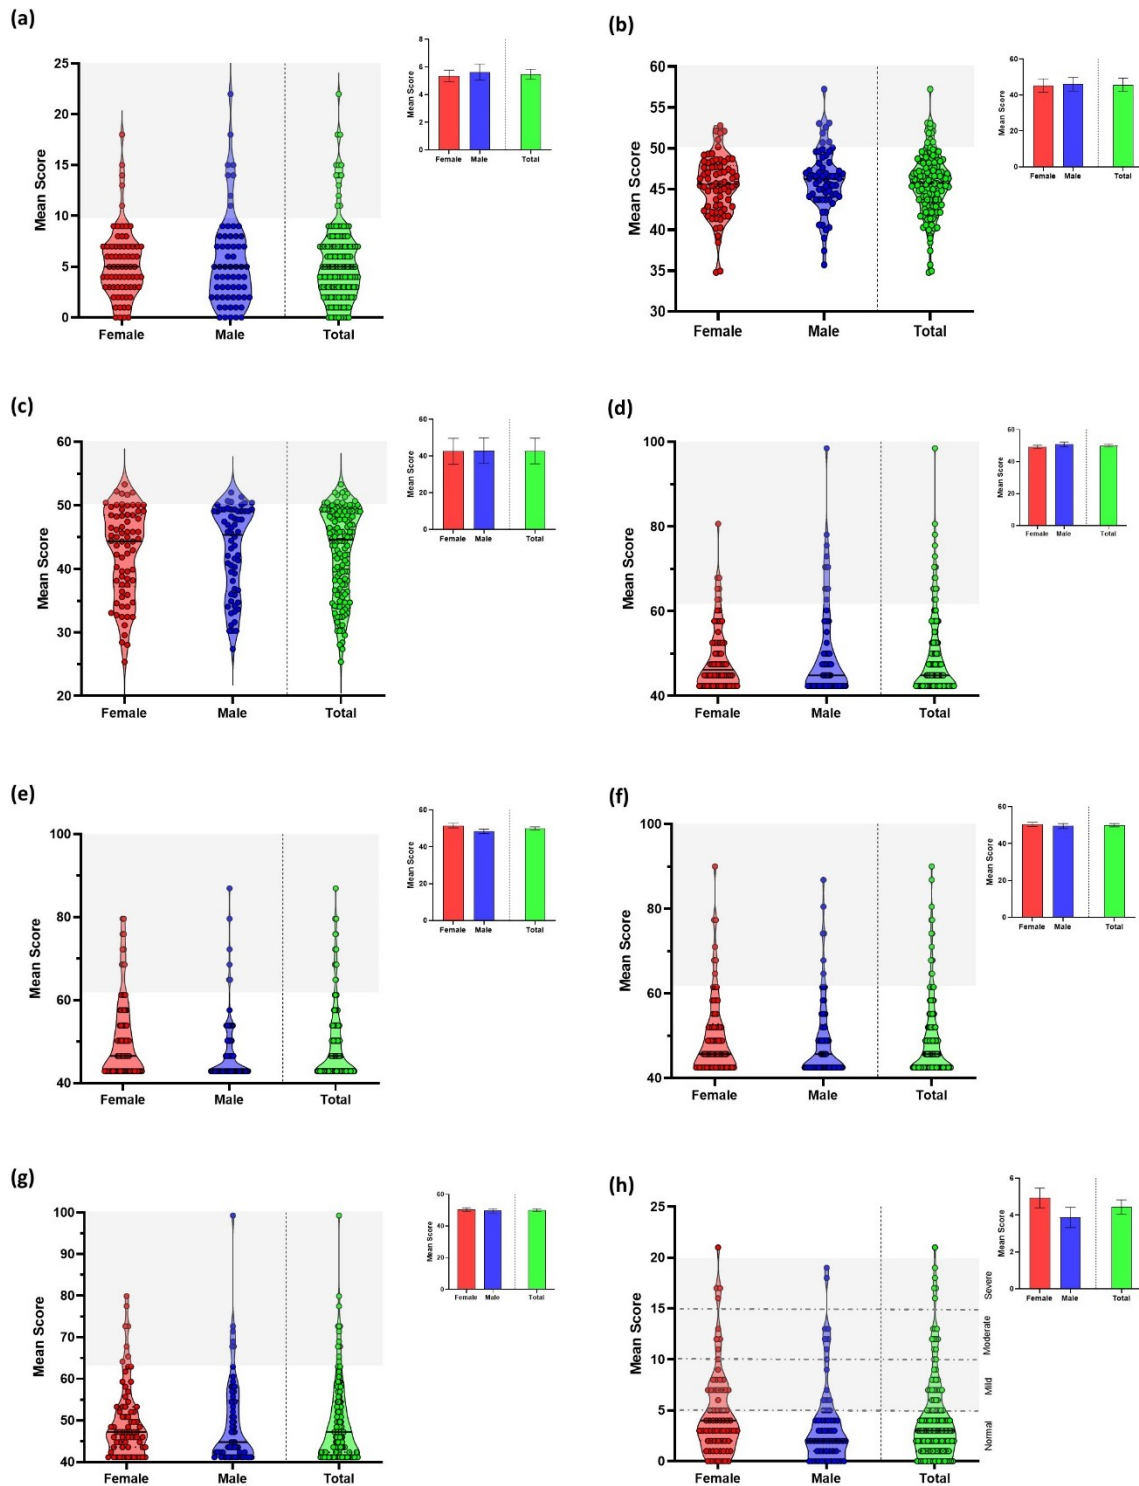 (a)
Mean Score
25
20
15
10
5
0
Female
Male
Total
Mean Score
8
6
4
2
0
Female
Male
Total
(b)
Mean Score
60
55
50
45
40
35
30
Female
Male
Total
Mean Score
60
40
20
0
Female
Male
Total
(c)
Mean Score
60
50
40
30
20
Female
Male
Total
Mean Score
60
40
20
0
Female
Male
Total
(d)
Mean Score
100
80
60
40
Female
Male
Total
Mean Score
60
40
20
0
Female
Male
Total
(e)
Mean Score
100
80
60
40
Female
Male
Total
Mean Score
60
40
20
0
Female
Male
Total
(f)
Mean Score
100
80
60
40
Female
Male
Total
Mean Score
60
40
20
0
Female
Male
Total
(g)
Mean Score
100
90
80
70
60
50
40
Female
Male
Total
Mean Score
60
40
20
0
Female
Male
Total
(h)
Mean Score
25
20
15
10
5
0
Female
Male
Total
Severe
Moderate
Mild
Normal
Mean Score
6
4
2
0
Female
Male
Total